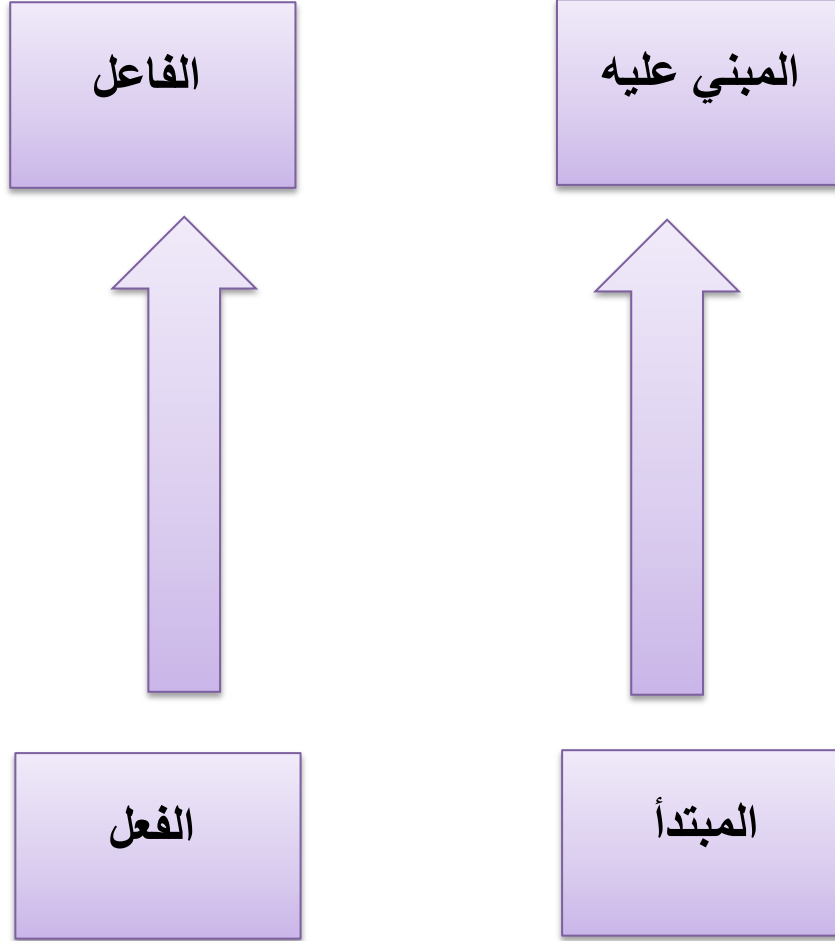 المبني عليه
الفاعل
المبتدأ
الفعل